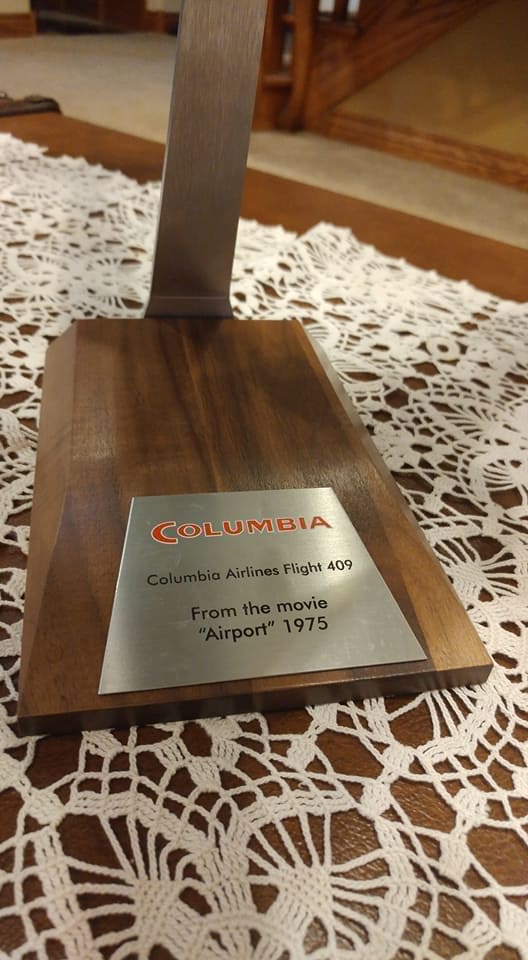 COLUMBIA
Columbia Airlines Flight 409
From the movie
"Airport" 1975